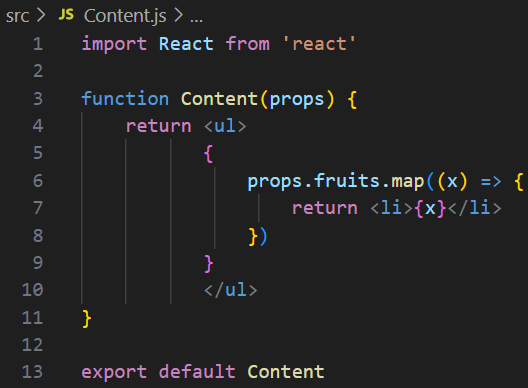 src > JS Content.js > ...
1 import React from 'react'
2
3 function Content(props) {
4     return <ul>
5            {
6                props.fruits.map((x) => {
7                    return <li>{x}</li>
8                })
9            }
10           </ul>
11 }
12
13 export default Content